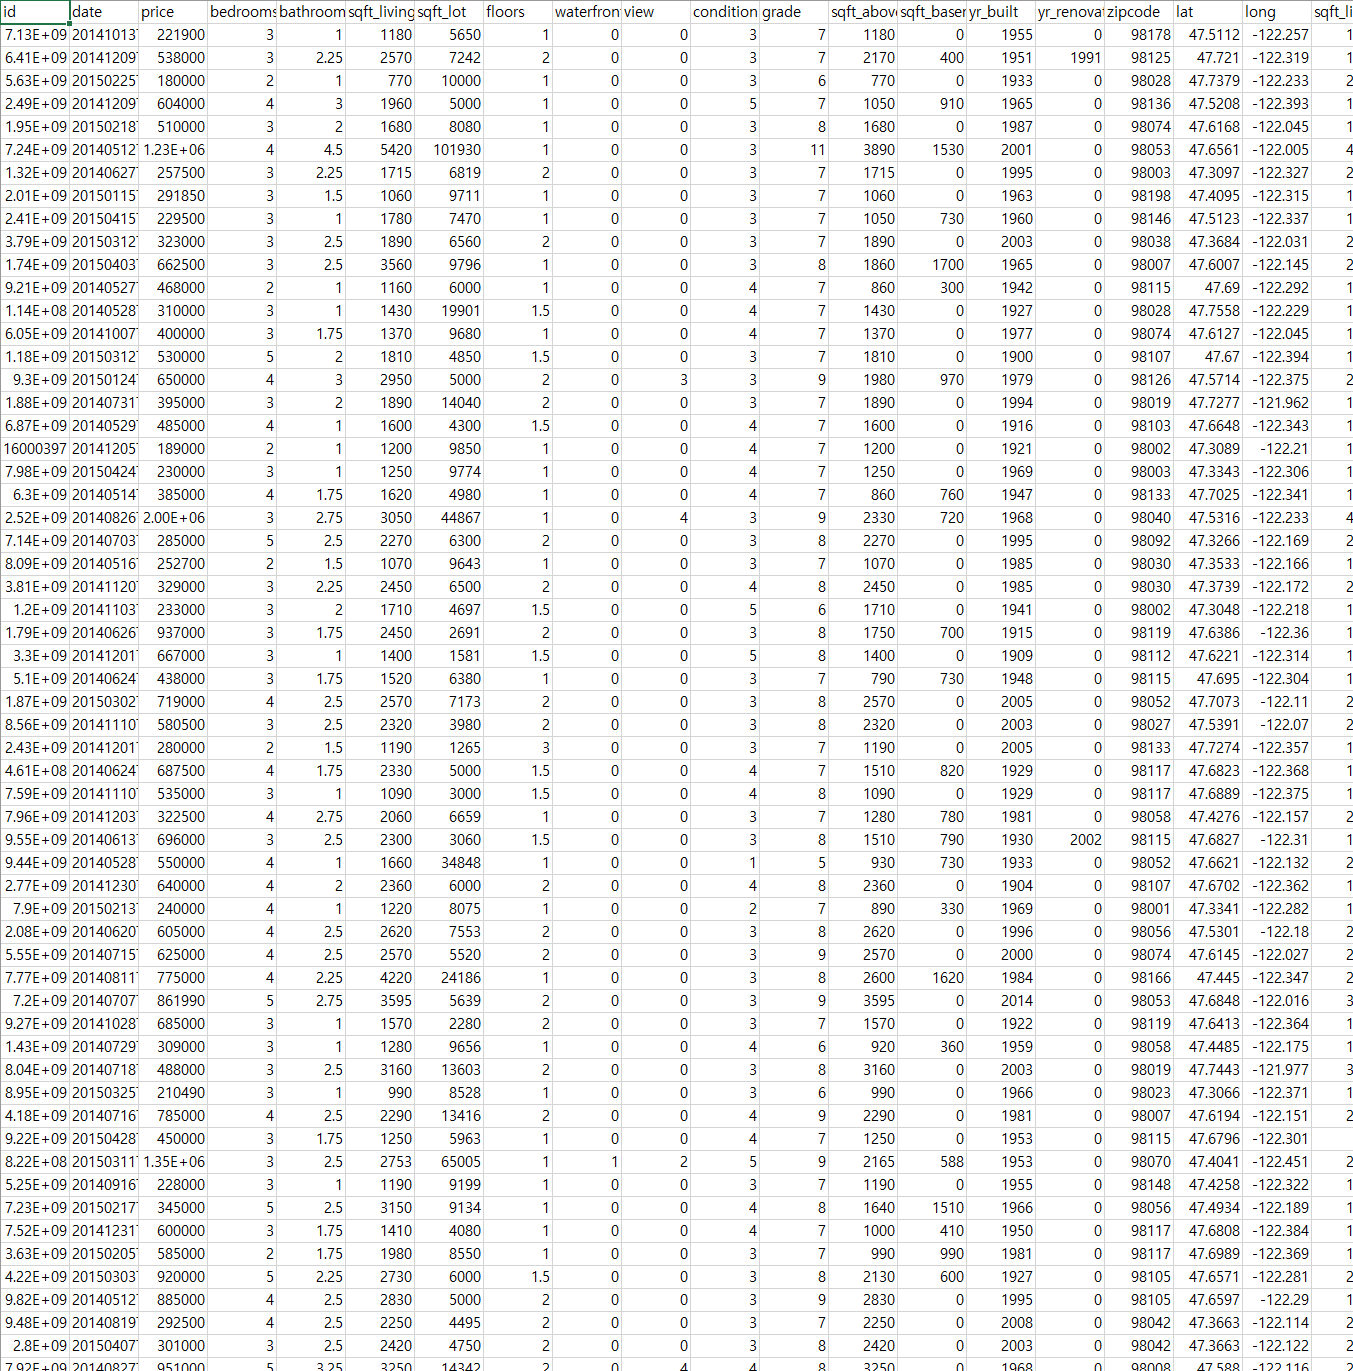 id date price bedrooms bathroom sqft_living sqft_lot floors waterfron view condition grade sqft_abov sqft_baser yr_built yr_renovat zipcode lat long sqft_li
7.13E+09 20141013 221900 3 1 1180 5650 1 0 0 3 7 1180 0 1955 0 98178 47.5112 -122.257 1
6.41E+09 20141209 538000 3 2.25 2570 7242 2 0 0 3 7 2170 400 1951 1991 98125 47.721 -122.319 1
5.63E+09 20150225 180000 2 1 770 10000 1 0 0 3 6 770 0 1933 0 98028 47.7379 -122.233 2
2.49E+09 20141209 604000 4 3 1960 5000 1 0 0 5 7 1050 910 1965 0 98136 47.5208 -122.393 1
1.95E+09 20150218 510000 3 2 1680 8080 1 0 0 3 8 1680 0 1987 0 98074 47.6168 -122.045 1
7.24E+09 20140512 1.23E+06 4 4.5 5420 101930 1 0 0 3 11 3890 1530 2001 0 98053 47.6561 -122.005 4
1.32E+09 20140627 257500 3 2.25 1715 6819 2 0 0 3 7 1715 0 1995 0 98003 47.3097 -122.327 2
2.01E+09 20150115 291850 3 1.5 1060 9711 1 0 0 3 7 1060 0 1963 0 98198 47.4095 -122.315 1
2.41E+09 20150415 229500 3 1 1780 7470 1 0 0 3 7 1050 730 1960 0 98146 47.5123 -122.337 1
3.79E+09 20150312 323000 3 2.5 1890 6560 2 0 0 3 7 1890 0 2003 0 98038 47.3684 -122.031 2
1.74E+09 20150403 662500 3 2.5 3560 9796 1 0 0 3 8 1860 1700 1965 0 98007 47.6007 -122.145 2
9.21E+09 20140527 468000 2 1 1160 6000 1 0 0 4 7 860 300 1942 0 98115 47.69 -122.292 1
1.14E+08 20140528 310000 3 1 1430 19901 1.5 0 0 4 7 1430 0 1927 0 98028 47.7558 -122.229 1
6.05E+09 20141007 400000 3 1.75 1370 9680 1 0 0 4 7 1370 0 1977 0 98074 47.6127 -122.045 1
1.18E+09 20150312 530000 5 2 1810 4850 1.5 0 0 3 7 1810 0 1900 0 98107 47.67 -122.394 1
9.3E+09 20150124 650000 4 3 2950 5000 2 0 3 3 9 1980 970 1979 0 98126 47.5714 -122.375 2
1.88E+09 20140731 395000 3 2 1890 14040 2 0 0 3 7 1890 0 1994 0 98019 47.7277 -121.962 1
6.87E+09 20140529 485000 4 1 1600 4300 1.5 0 0 4 7 1600 0 1916 0 98103 47.6648 -122.343 1
16000397 20141205 189000 2 1 1200 9850 1 0 0 4 7 1200 0 1921 0 98002 47.3089 -122.21 1
7.98E+09 20150424 230000 3 1 1250 9774 1 0 0 4 7 1250 0 1969 0 98003 47.3343 -122.306 1
6.3E+09 20140514 385000 4 1.75 1620 4980 1 0 0 4 7 860 760 1947 0 98133 47.7025 -122.341 1
2.52E+09 20140826 2.00E+06 3 2.75 3050 44867 1 0 4 3 9 2330 720 1968 0 98040 47.5316 -122.233 4
7.14E+09 20140703 285000 5 2.5 2270 6300 2 0 0 3 8 2270 0 1995 0 98092 47.3266 -122.169 2
8.09E+09 20140516 252700 2 1.5 1070 9643 1 0 0 3 7 1070 0 1985 0 98030 47.3533 -122.166 1
3.81E+09 20141120 329000 3 2.25 2450 6500 2 0 0 4 8 2450 0 1985 0 98030 47.3739 -122.172 2
1.2E+09 20141103 233000 3 2 1710 4697 1.5 0 0 5 6 1710 0 1941 0 98002 47.3048 -122.218 1
1.79E+09 20140626 937000 3 1.75 2450 2691 2 0 0 3 8 1750 700 1915 0 98119 47.6386 -122.36 1
3.3E+09 20141201 667000 3 1 1400 1581 1.5 0 0 5 8 1400 0 1909 0 98112 47.6221 -122.314 1
5.1E+09 20140624 438000 3 1.75 1520 6380 1 0 0 3 7 790 730 1948 0 98115 47.695 -122.304 1
1.87E+09 20150302 719000 4 2.5 2570 7173 2 0 0 3 8 2570 0 2005 0 98052 47.7073 -122.11 2
8.56E+09 20141110 580500 3 2.5 2320 3980 2 0 0 3 8 2320 0 2003 0 98027 47.5391 -122.07 2
2.43E+09 20141201 280000 2 1.5 1190 1265 3 0 0 3 7 1190 0 2005 0 98133 47.7274 -122.357 1
4.61E+08 20140624 687500 4 1.75 2330 5000 1.5 0 0 4 7 1510 820 1929 0 98117 47.6823 -122.368 1
7.59E+09 20141110 535000 3 1 1090 3000 1.5 0 0 4 8 1090 0 1929 0 98117 47.6889 -122.375 1
7.96E+09 20141203 322500 4 2.75 2060 6659 1 0 0 3 7 1280 780 1981 0 98058 47.4276 -122.157 2
9.55E+09 20140613 696000 3 2.5 2300 3060 1.5 0 0 3 8 1510 790 1930 2002 98115 47.6827 -122.31 1
9.44E+09 20140528 550000 4 1 1660 34848 1 0 0 1 5 930 730 1933 0 98052 47.6621 -122.132 2
2.77E+09 20141230 640000 4 2 2360 6000 2 0 0 4 8 2360 0 1904 0 98107 47.6702 -122.362 1
7.9E+09 20150213 240000 4 1 1220 8075 1 0 0 2 7 890 330 1969 0 98001 47.3341 -122.282 1
2.08E+09 20140620 605000 4 2.5 2620 7553 2 0 0 3 8 2620 0 1996 0 98056 47.5301 -122.18 2
5.55E+09 20140715 625000 4 2.5 2570 5520 2 0 0 3 9 2570 0 2000 0 98074 47.6145 -122.027 2
7.77E+09 20140811 775000 4 2.25 4220 24186 1 0 0 3 8 2600 1620 1984 0 98166 47.445 -122.347 2
7.2E+09 20140707 861990 5 2.75 3595 5639 2 0 0 3 9 3595 0 2014 0 98053 47.6848 -122.016 3
9.27E+09 20141028 685000 3 1 1570 2280 2 0 0 3 7 1570 0 1922 0 98119 47.6413 -122.364 1
1.43E+09 20140729 309000 3 1 1280 9656 1 0 0 4 6 920 360 1959 0 98058 47.4485 -122.175 1
8.04E+09 20140718 488000 3 2.5 3160 13603 2 0 0 3 8 3160 0 2003 0 98019 47.7443 -121.977 3
8.95E+09 20150325 210490 3 1 990 8528 1 0 0 3 6 990 0 1966 0 98023 47.3066 -122.371 1
4.18E+09 20140716 785000 4 2.5 2290 13416 2 0 0 4 9 2290 0 1981 0 98007 47.6194 -122.151 2
9.22E+09 20150428 450000 3 1.75 1250 5963 1 0 0 4 7 1250 0 1953 0 98115 47.6796 -122.301
8.22E+08 20150311 1.35E+06 3 2.5 2753 65005 1 1 2 5 9 2165 588 1953 0 98070 47.4041 -122.451 2
5.25E+09 20140916 228000 3 1 1190 9199 1 0 0 3 7 1190 0 1955 0 98148 47.4258 -122.322 1
7.23E+09 20150217 345000 5 2.5 3150 9134 1 0 0 4 8 1640 1510 1966 0 98056 47.4934 -122.189 1
7.52E+09 20141231 600000 3 1.75 1410 4080 1 0 0 4 7 1000 410 1950 0 98117 47.6808 -122.384 1
3.63E+09 20150205 585000 2 1.75 1980 8550 1 0 0 3 7 990 990 1981 0 98117 47.6989 -122.369 1
4.22E+09 20150303 920000 5 2.25 2730 6000 1.5 0 0 3 8 2130 600 1927 0 98105 47.6571 -122.281 2
9.82E+09 20140512 885000 4 2.5 2830 5000 2 0 0 3 9 2830 0 1995 0 98105 47.6597 -122.29 1
9.48E+09 20140819 292500 4 2.5 2250 4495 2 0 0 3 7 2250 0 2008 0 98042 47.3663 -122.114 2
2.8E+09 20150407 301000 3 2.5 2420 4750 2 0 0 3 8 2420 0 2003 0 98042 47.3663 -122.122 2
7.92E+09 20140827 951000 5 3.25 3250 14342 2 0 4 4 8 3250 0 1968 0 98008 47.588 -122.116 2